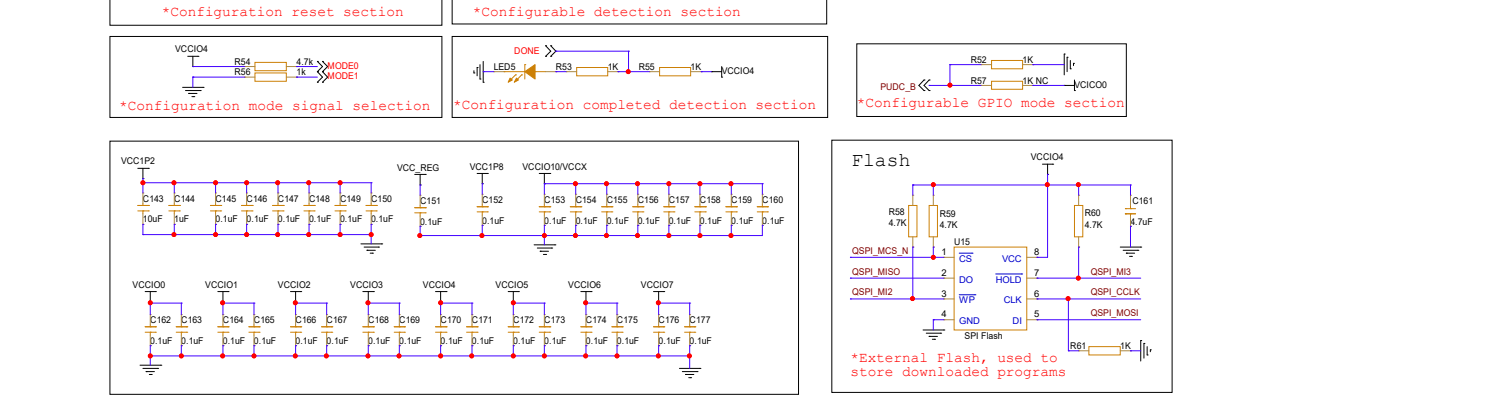 *Configuration reset section
*Configurable detection section
VCCIO4
R54 4.7k MODE0
R56 1k MODE1
*Configuration mode signal selection
DONE
LED5 R53 1K R55 1K VCCIO4
*Configuration completed detection section
R52 1K
PUDC_B R57 1K NC VCICO0
*Configurable GPIO mode section
VCC1P2 VCC_REG VCC1P8 VCCIO10/VCCX
C143 C144 C145 C146 C147 C148 C149 C150 C151 C152 C153 C154 C155 C156 C157 C158 C159 C160
10uF 1uF 0.1uF 0.1uF 0.1uF 0.1uF 0.1uF 0.1uF 0.1uF 0.1uF 0.1uF 0.1uF 0.1uF 0.1uF 0.1uF 0.1uF 0.1uF 0.1uF
VCCIO0 VCCIO1 VCCIO2 VCCIO3 VCCIO4 VCCIO5 VCCIO6 VCCIO7
C162 C163 C164 C165 C166 C167 C168 C169 C170 C171 C172 C173 C174 C175 C176 C177
0.1uF 0.1uF 0.1uF 0.1uF 0.1uF 0.1uF 0.1uF 0.1uF 0.1uF 0.1uF 0.1uF 0.1uF 0.1uF 0.1uF 0.1uF 0.1uF
Flash
VCCIO4
R58 4.7K
R59 4.7K
R60 4.7K
C161 4.7uF
U15
QSPI_MCS_N 1 CS VCC 8
QSPI_MISO 2 DO HOLD 7 QSPI_MI3
QSPI_MI2 3 WP CLK 6 QSPI_CCLK
4 GND DI 5 QSPI_MOSI
SPI Flash
R61 1K
*External Flash, used to
store downloaded programs